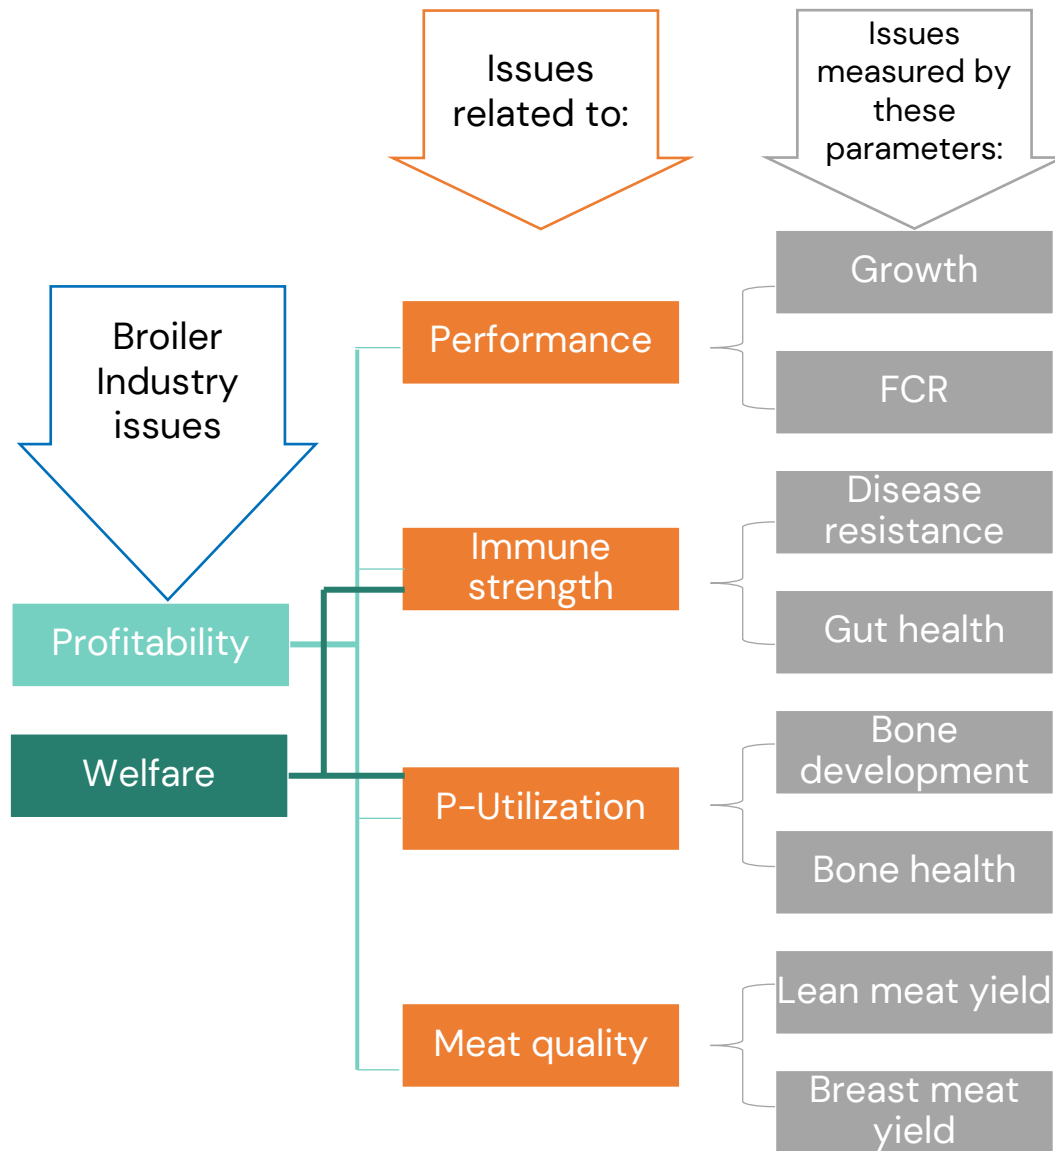 Broiler
Industry
issues
Profitability
Welfare
Issues
related to:
Performance
Immune
strength
P-Utilization
Meat quality
Issues
measured by
these
parameters:
Growth
FCR
Disease
resistance
Gut health
Bone
development
Bone health
Lean meat yield
Breast meat
yield